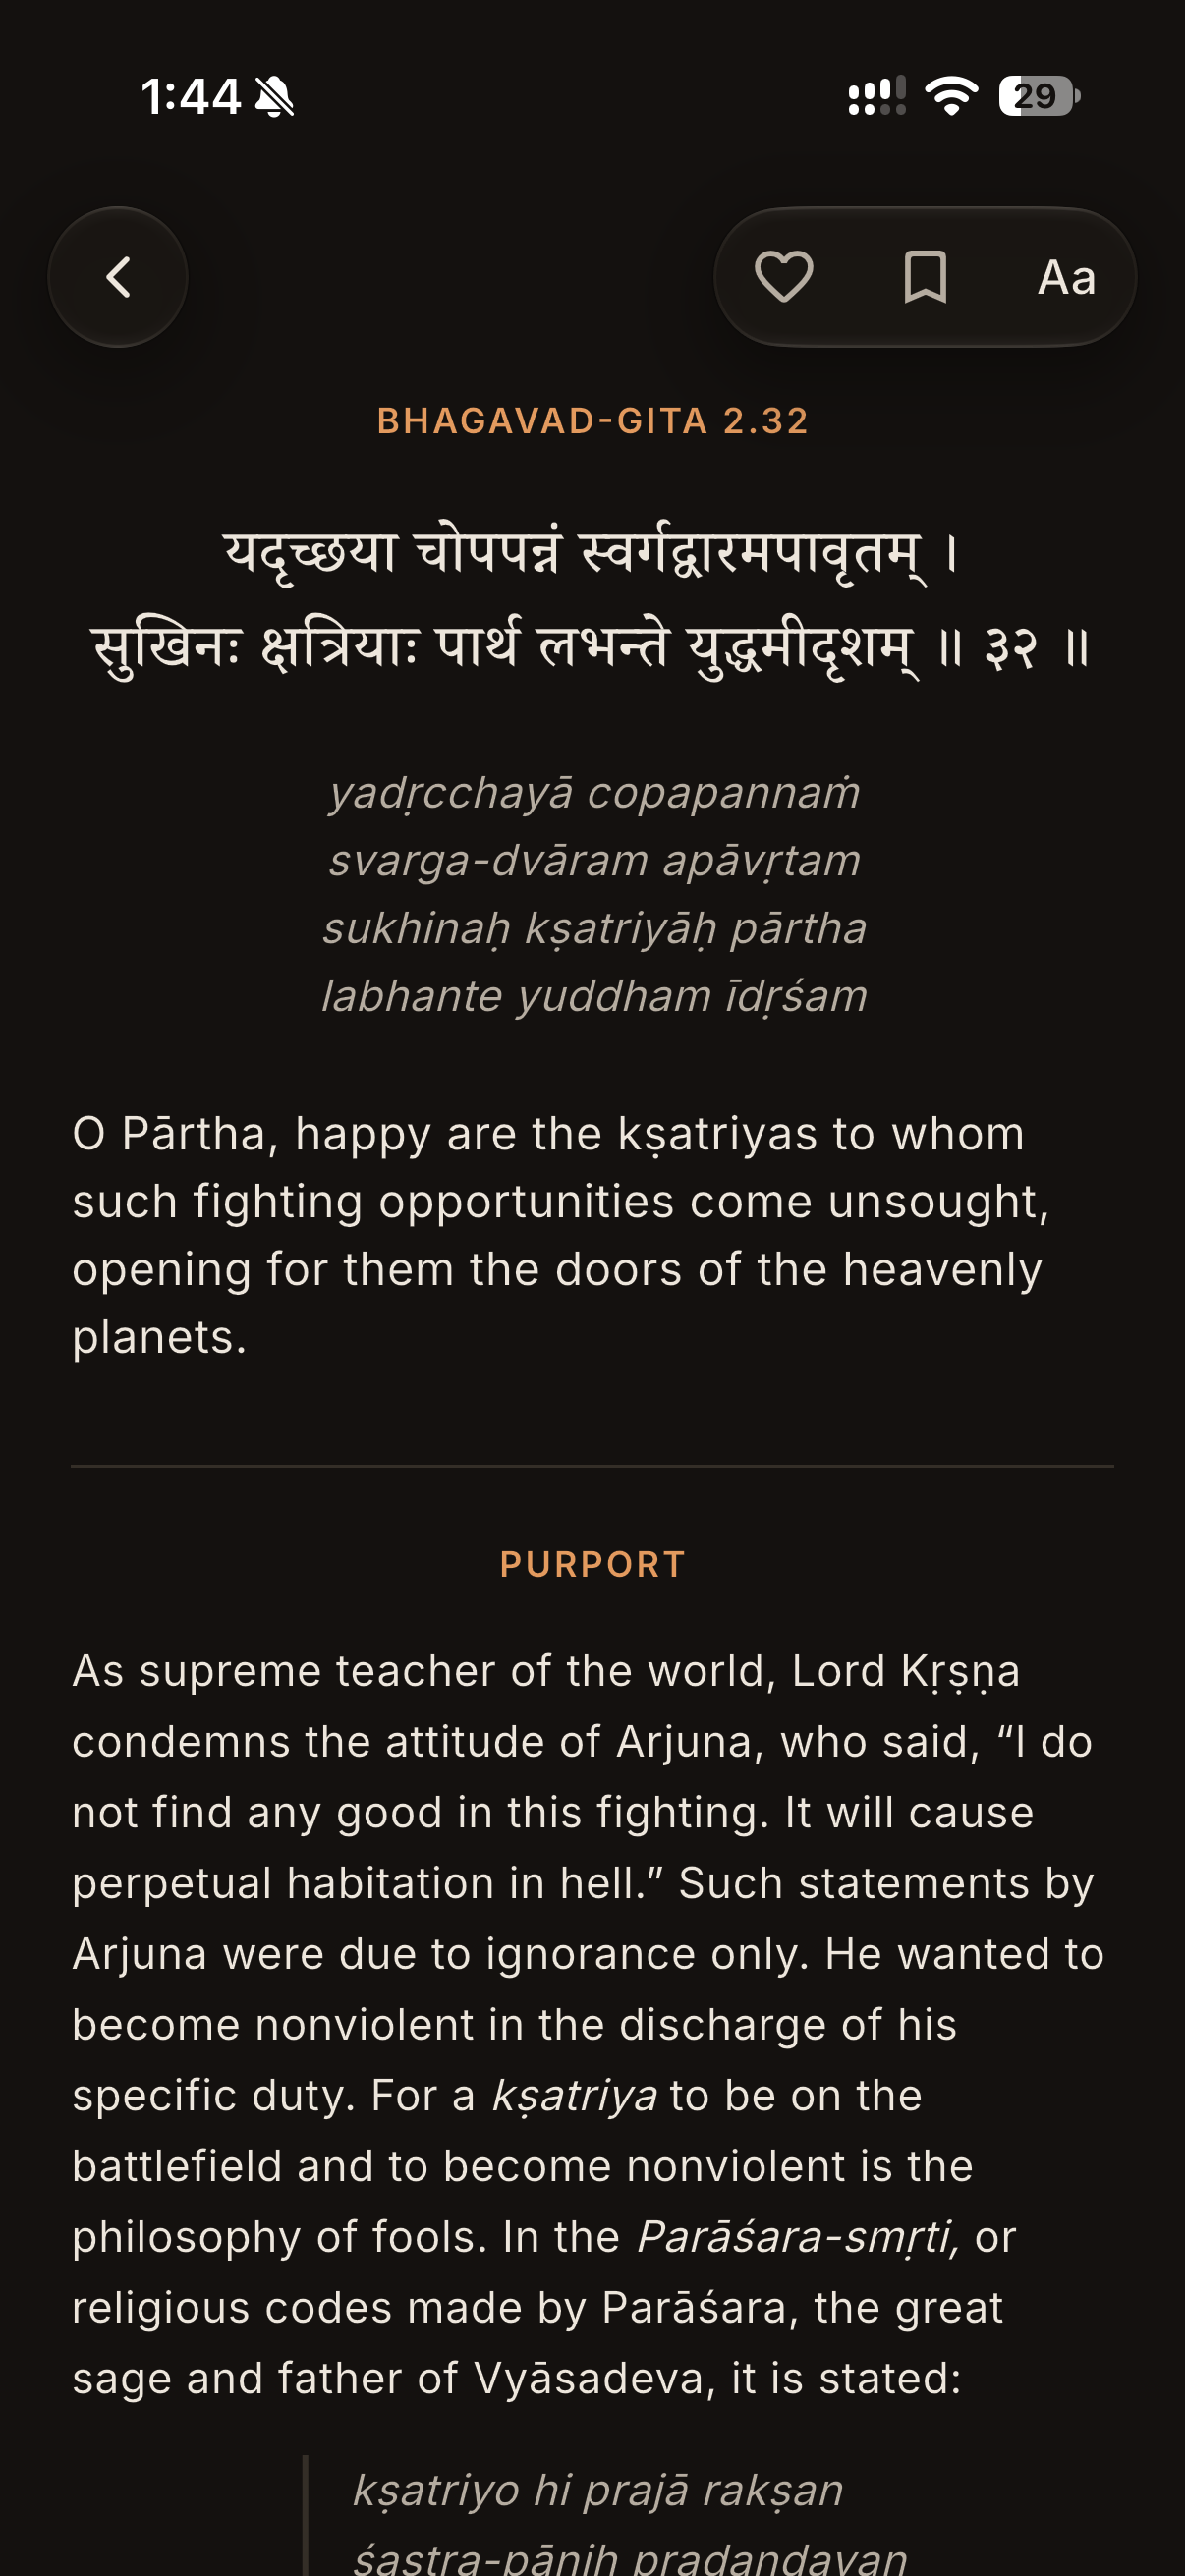 1:44
29
Aa
BHAGAVAD-GITA 2.32
यदृच्छया चोपपन्नं स्वर्गद्वारमपावृतम् ।
सुखिनः क्षत्रियाः पार्थ लभन्ते युद्धमीदृशम् ॥ ३२ ॥
yadṛcchayā copapannaṁ
svarga-dvāram apāvṛtam
sukhinaḥ kṣatriyāḥ pārtha
labhante yuddham īdṛśam
O Pārtha, happy are the kṣatriyas to whom
such fighting opportunities come unsought,
opening for them the doors of the heavenly
planets.
PURPORT
As supreme teacher of the world, Lord Kṛṣṇa
condemns the attitude of Arjuna, who said, “I do
not find any good in this fighting. It will cause
perpetual habitation in hell.” Such statements by
Arjuna were due to ignorance only. He wanted to
become nonviolent in the discharge of his
specific duty. For a kṣatriya to be on the
battlefield and to become nonviolent is the
philosophy of fools. In the Parāśara-smṛti, or
religious codes made by Parāśara, the great
sage and father of Vyāsadeva, it is stated:
kṣatriyo hi prajā rakṣan
śastra-pāṇiḥ pradaṇḍayan